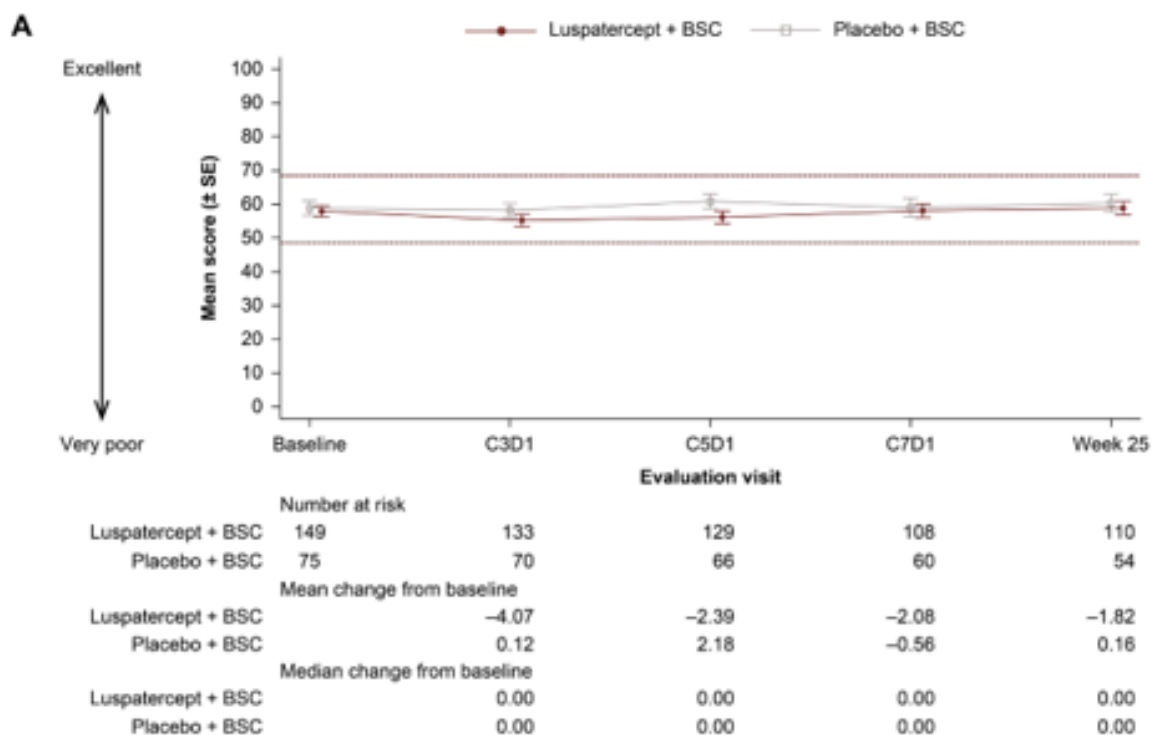 A
Luspatercept + BSC Placebo + BSC
Excellent
100
90
80
70
60
50
40
30
20
10
0
Mean score (± SE)
Very poor
Baseline C3D1 C5D1 C7D1 Week 25
Evaluation visit
Number at risk
Luspatercept + BSC 149 133 129 108 110
Placebo + BSC 75 70 66 60 54
Mean change from baseline
Luspatercept + BSC –4.07 –2.39 –2.08 –1.82
Placebo + BSC 0.12 2.18 –0.56 0.16
Median change from baseline
Luspatercept + BSC 0.00 0.00 0.00 0.00
Placebo + BSC 0.00 0.00 0.00 0.00